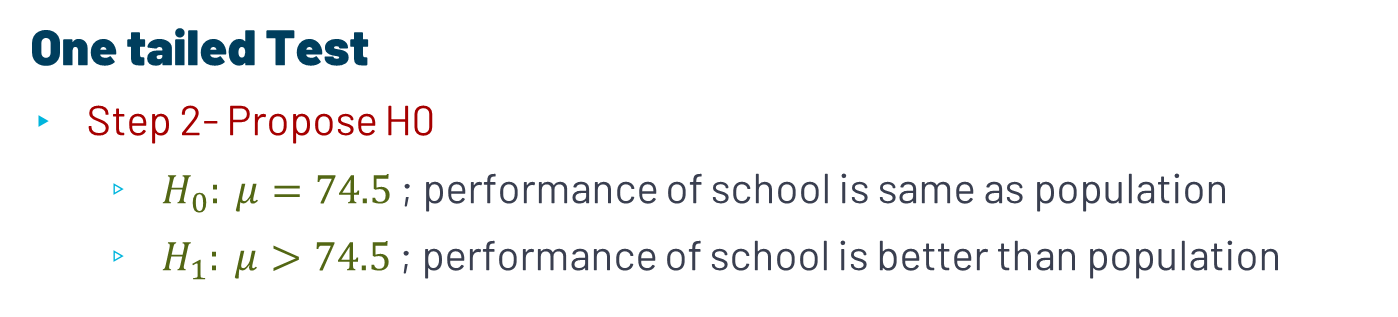 One tailed Test
Step 2- Propose H0
H₀: μ = 74.5 ; performance of school is same as population
H₁: μ > 74.5 ; performance of school is better than population